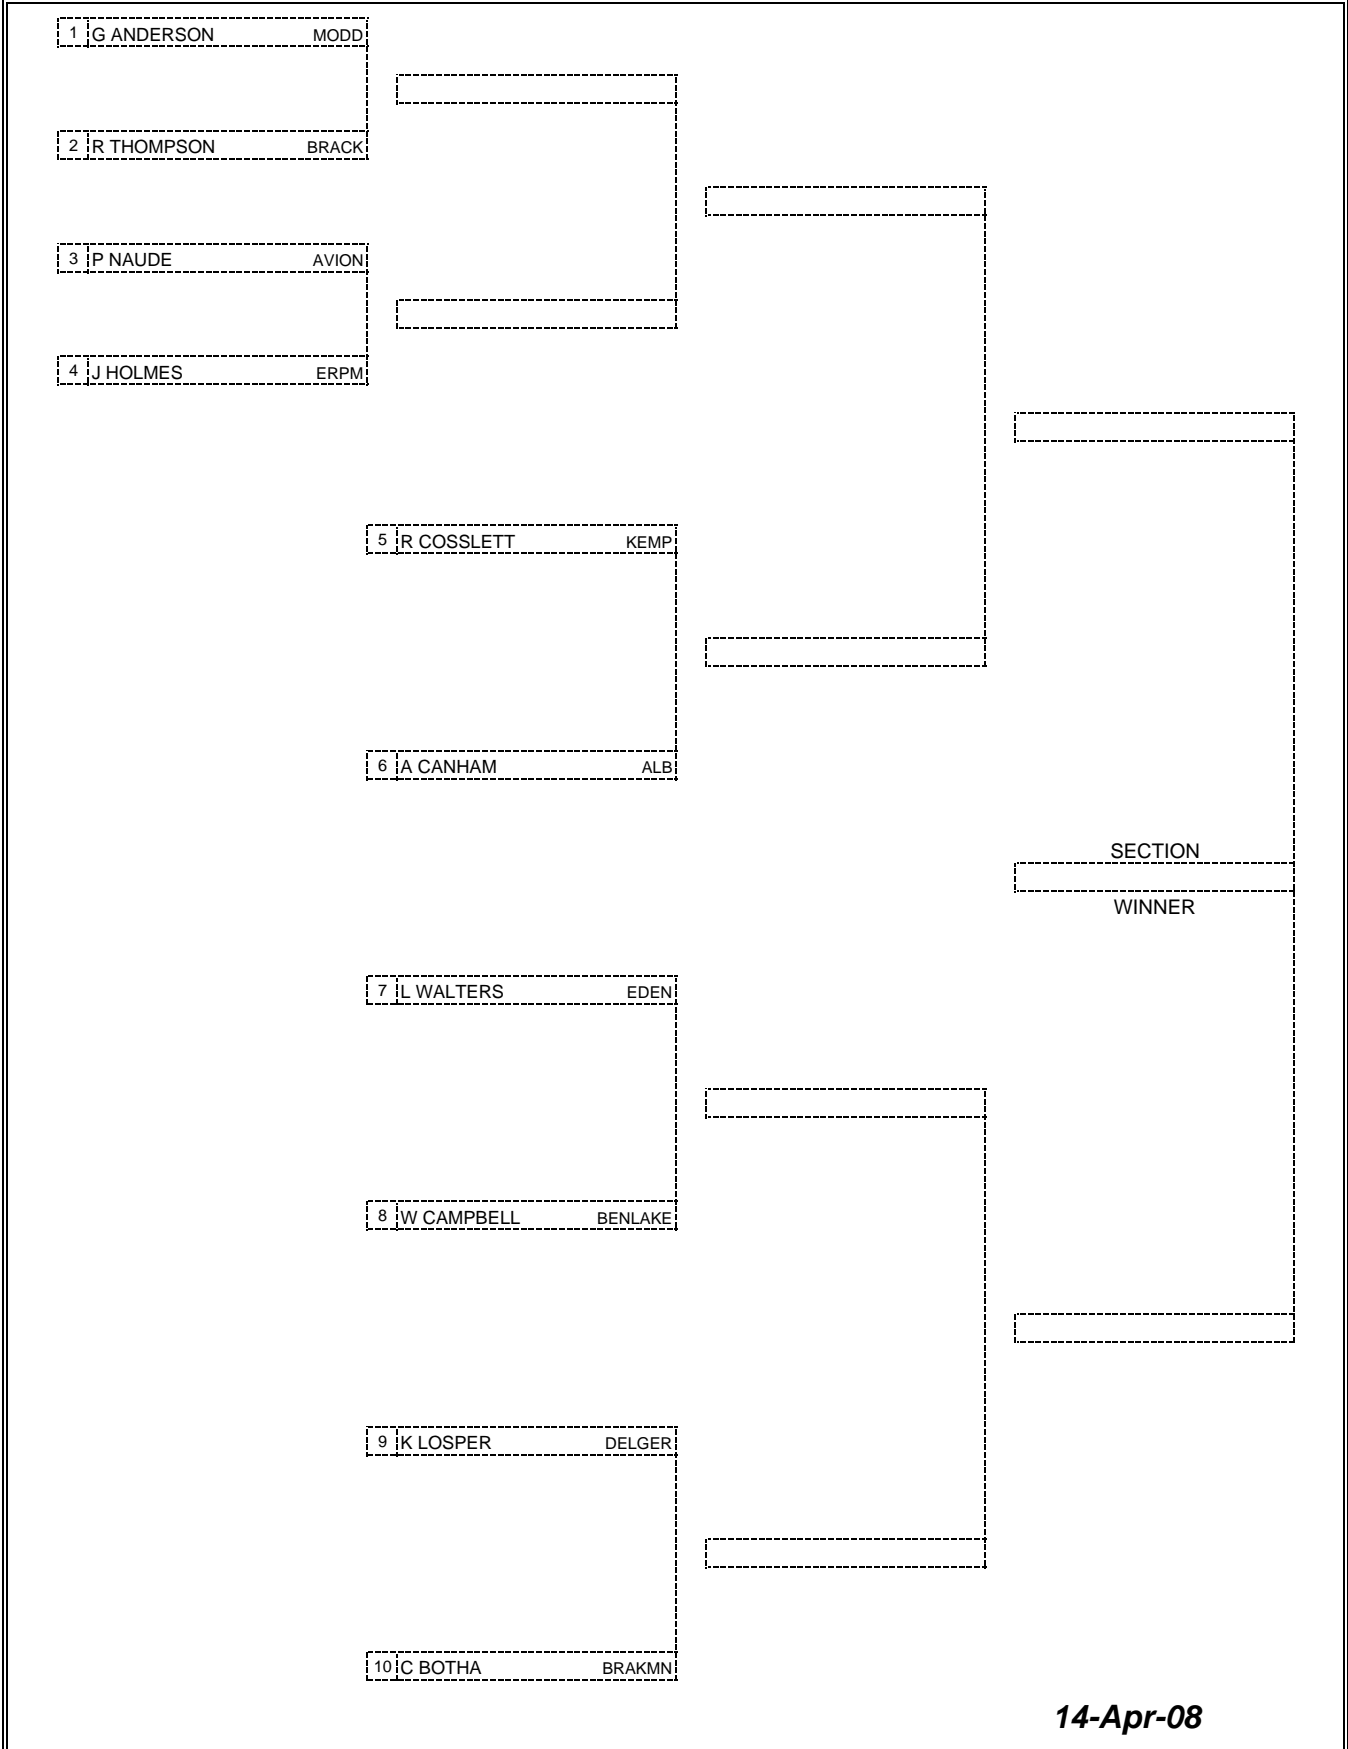 1 G ANDERSON MODD
2 R THOMPSON BRACK
3 P NAUDE AVION
4 J HOLMES ERPM
5 R COSSLETT KEMP
6 A CANHAM ALB
SECTION
WINNER
7 L WALTERS EDEN
8 W CAMPBELL BENLAKE
9 K LOSPER DELGER
10 C BOTHA BRAKMN
14-Apr-08